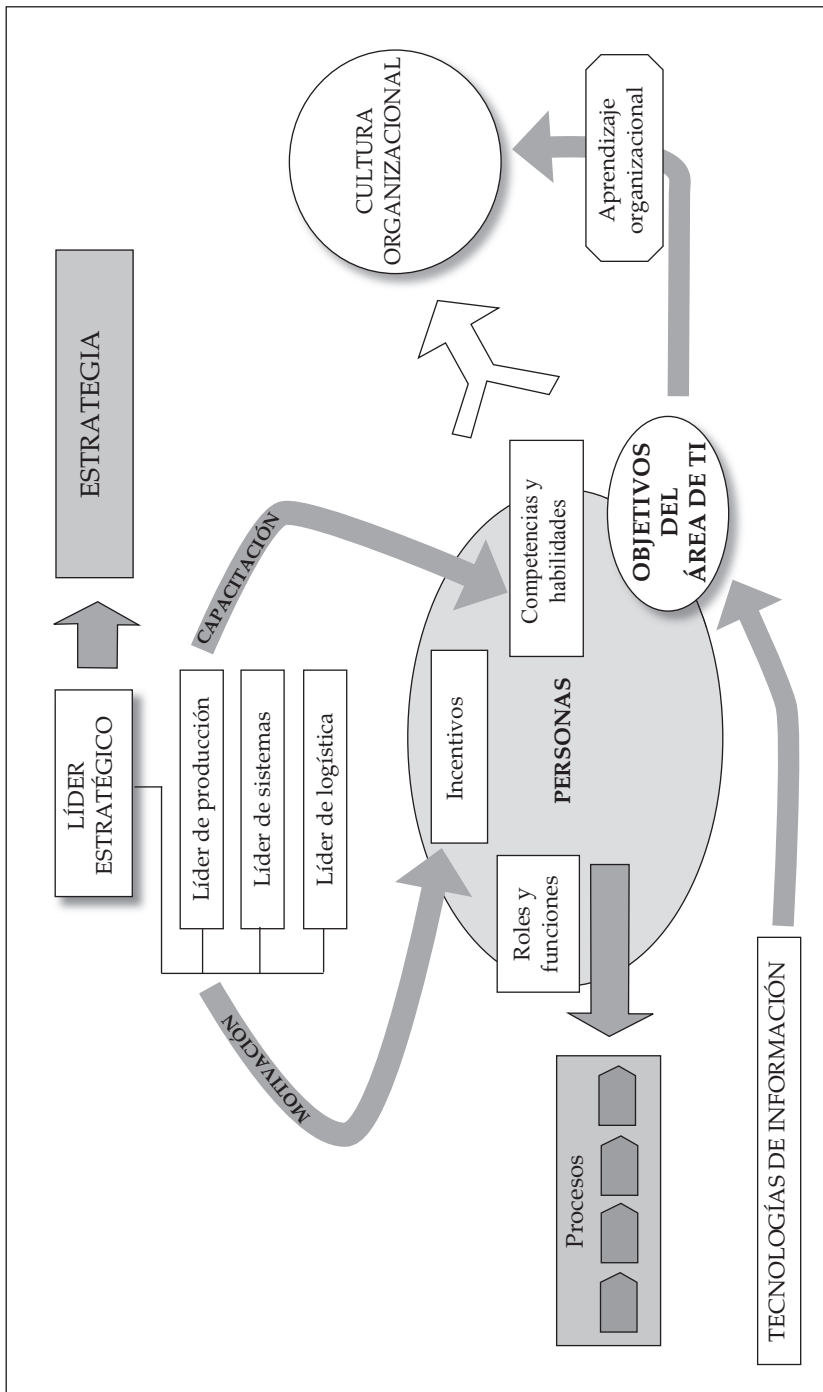 LÍDER
ESTRATÉGICO
ESTRATEGIA
Líder de producción
Líder de sistemas
Líder de logística
MOTIVACIÓN
CAPACITACIÓN
Incentivos
Roles y
funciones
Competencias y
habilidades
PERSONAS
OBJETIVOS
DEL
ÁREA DE TI
CULTURA
ORGANIZACIONAL
Aprendizaje
organizacional
Procesos
TECNOLOGÍAS DE INFORMACIÓN